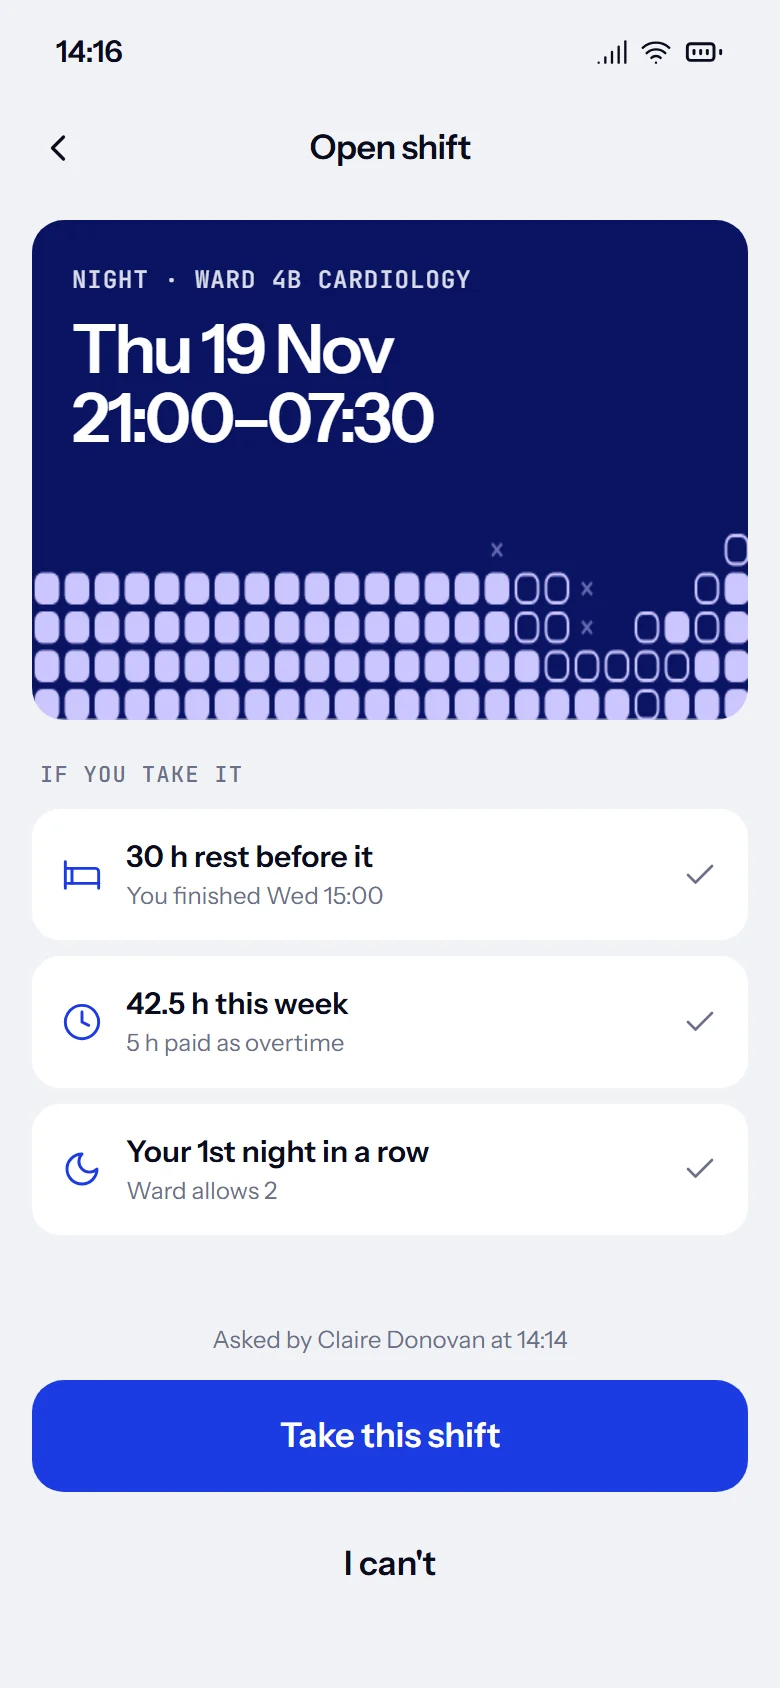 14:16
Open shift
NIGHT · WARD 4B CARDIOLOGY
Thu 19 Nov
21:00–07:30
IF YOU TAKE IT
30 h rest before it
You finished Wed 15:00
42.5 h this week
5 h paid as overtime
Your 1st night in a row
Ward allows 2
Asked by Claire Donovan at 14:14
Take this shift
I can't